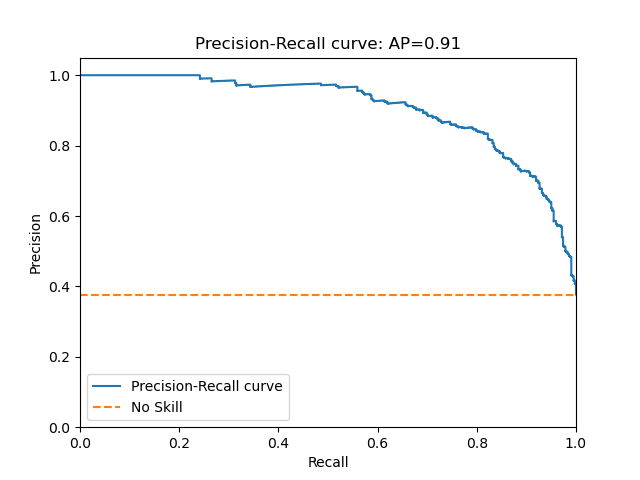 Precision-Recall curve: AP=0.91
1.0
0.8
0.6
0.4
0.2
0.0
Precision
Precision-Recall curve
No Skill
0.0 0.2 0.4 0.6 0.8 1.0
Recall